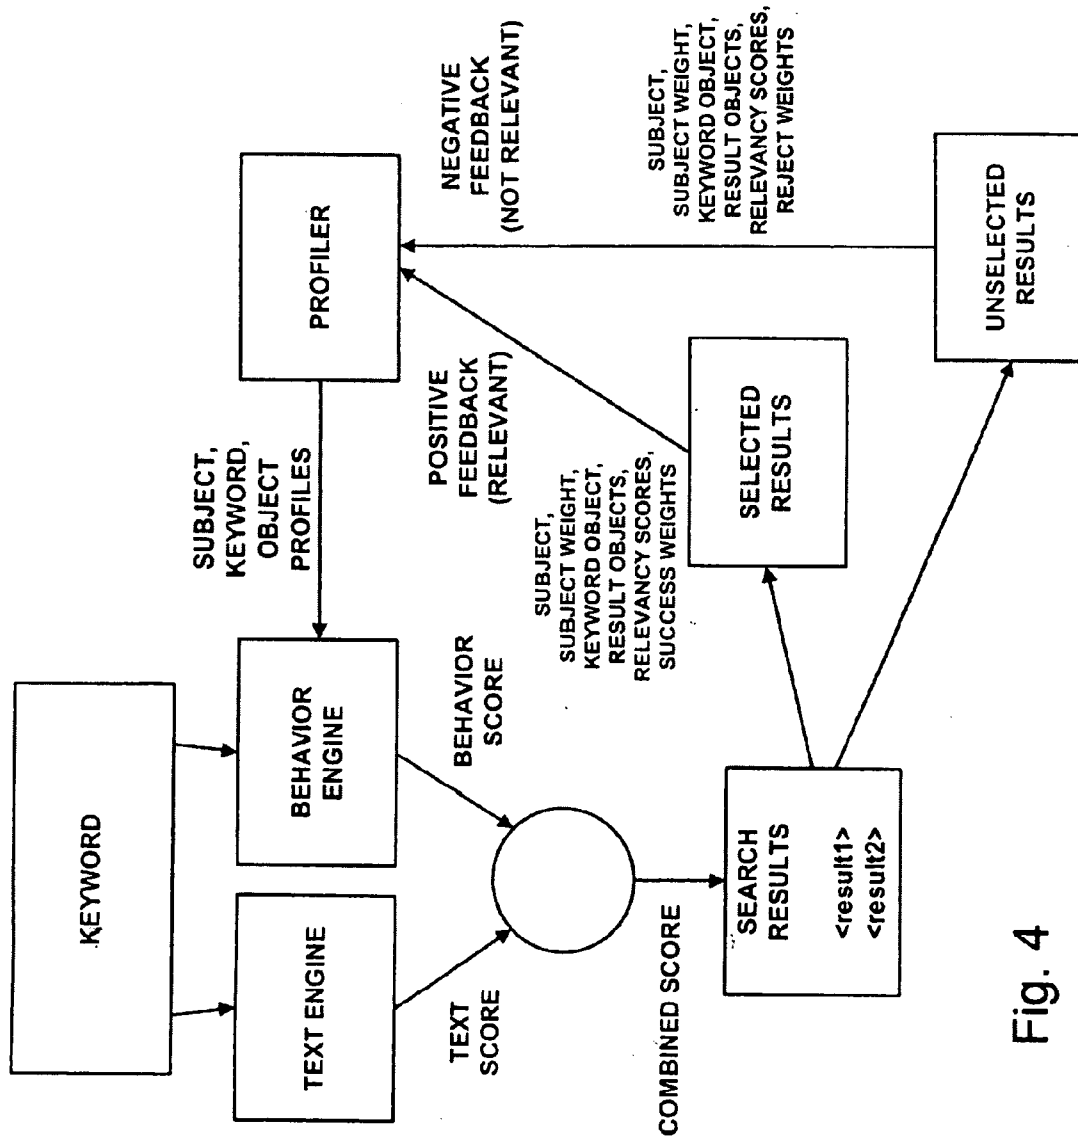 KEYWORD
TEXT ENGINE
BEHAVIOR
ENGINE
SUBJECT,
KEYWORD,
OBJECT
PROFILES
PROFILER
TEXT
SCORE
BEHAVIOR
SCORE
POSITIVE
FEEDBACK
(RELEVANT)
NEGATIVE
FEEDBACK
(NOT RELEVANT)
COMBINED SCORE
SUBJECT,
SUBJECT WEIGHT,
KEYWORD OBJECT,
RESULT OBJECTS,
RELEVANCY SCORES,
SUCCESS WEIGHTS
SUBJECT,
SUBJECT WEIGHT,
KEYWORD OBJECT,
RESULT OBJECTS,
RELEVANCY SCORES,
REJECT WEIGHTS
SEARCH
RESULTS
<result1>
<result2>
SELECTED
RESULTS
UNSELECTED
RESULTS
Fig. 4